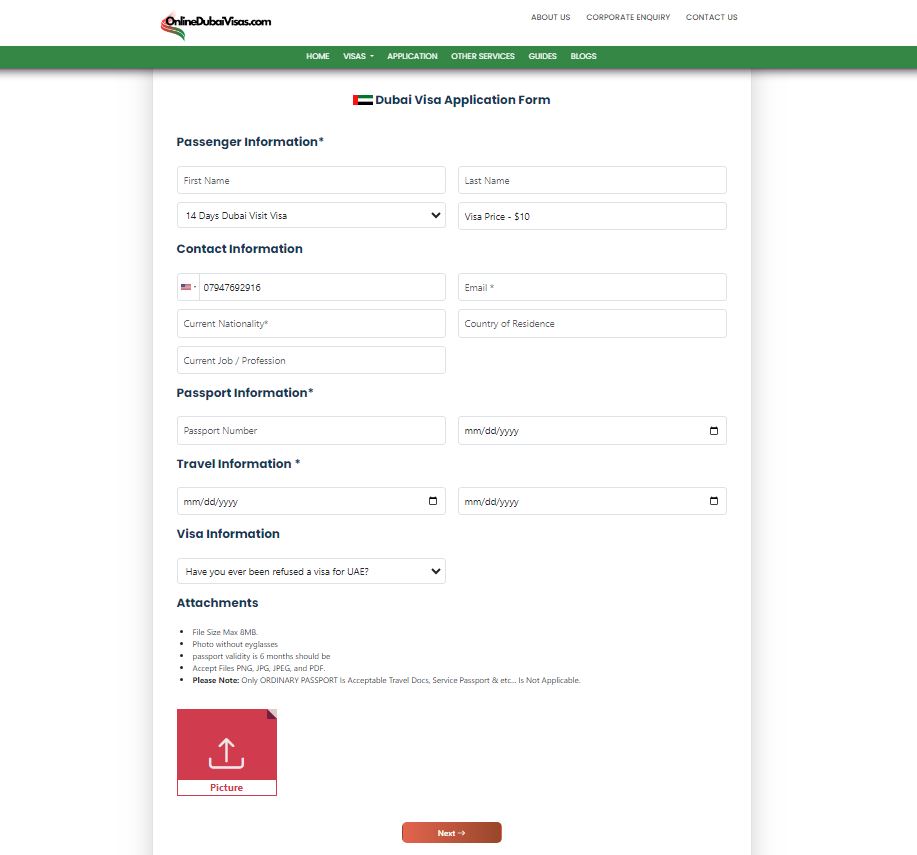 OnlineDubaiVisas.com
ABOUT US CORPORATE ENQUIRY CONTACT US
HOME VISAS APPLICATION OTHER SERVICES GUIDES BLOGS
Dubai Visa Application Form
Passenger Information*
First Name Last Name
14 Days Dubai Visit Visa Visa Price - $10
Contact Information
07947692916 Email *
Current Nationality* Country of Residence
Current Job / Profession
Passport Information*
Passport Number mm/dd/yyyy
Travel Information *
mm/dd/yyyy mm/dd/yyyy
Visa Information
Have you ever been refused a visa for UAE?
Attachments
File Size Max 8MB.
Photo without eyglasses
passport validity is 6 months should be
Accept Files PNG, JPG, JPEG, and PDF.
Please Note: Only ORDINARY PASSPORT Is Acceptable Travel Docs, Service Passport & etc... Is Not Applicable.
Picture
Next →